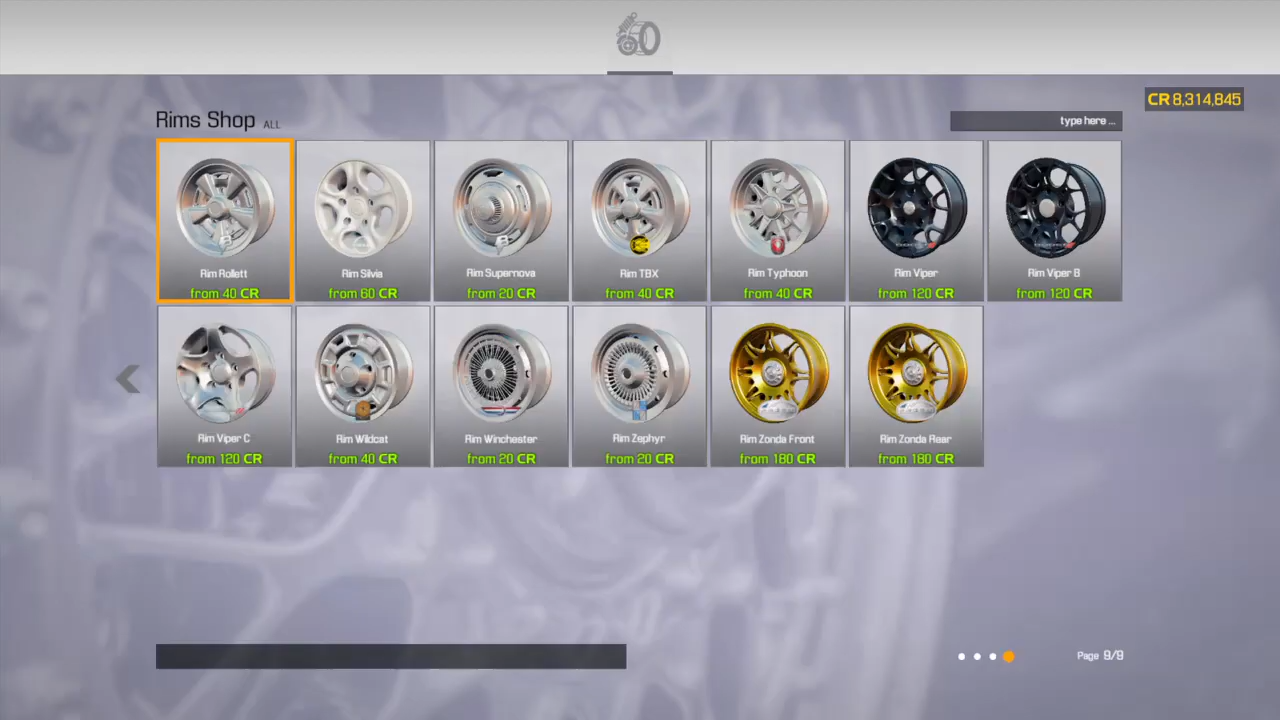 CR 8,314,845
Rims Shop ALL
type here ...
Rim Rollett
from 40 CR
Rim Silvia
from 60 CR
Rim Supernova
from 20 CR
Rim TBX
from 40 CR
Rim Typhoon
from 40 CR
Rim Viper
from 120 CR
Rim Viper B
from 120 CR
Rim Viper C
from 120 CR
Rim Wildcat
from 40 CR
Rim Winchester
from 20 CR
Rim Zephyr
from 20 CR
Rim Zonda Front
from 180 CR
Rim Zonda Rear
from 180 CR
Page 9/9